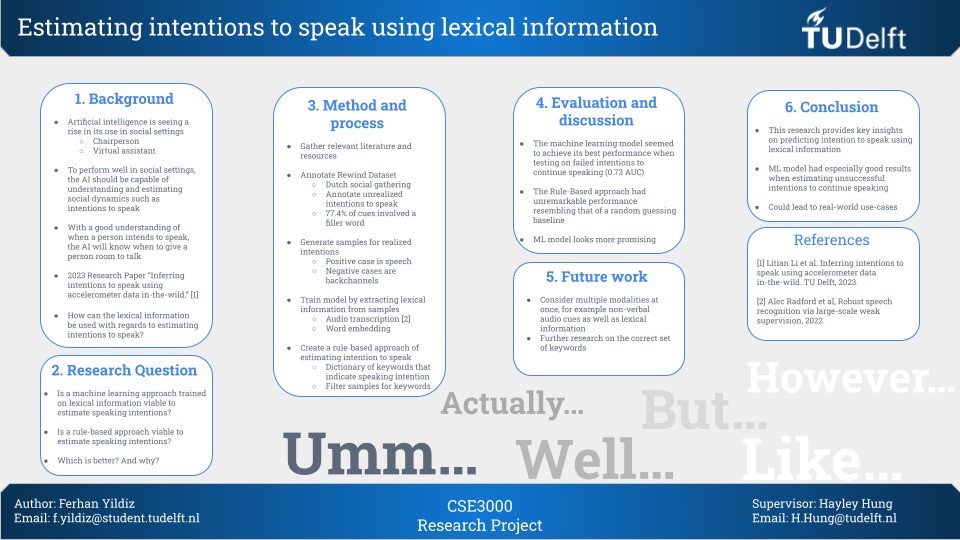 Estimating intentions to speak using lexical information
TUDelft
1. Background
● Artificial intelligence is seeing a
rise in its use in social settings
○ Chairperson
○ Virtual assistant
● To perform well in social settings,
the AI should be capable of
understanding and estimating
social dynamics such as
intentions to speak
● With a good understanding of
when a person intends to speak,
the AI will know when to give a
person room to talk
● 2023 Research Paper “Inferring
intentions to speak using
accelerometer data in-the-wild.” [1]
● How can the lexical information
be used with regards to estimating
intentions to speak?
2. Research Question
● Is a machine learning approach trained
on lexical information viable to
estimate speaking intentions?
● Is a rule-based approach viable to
estimate speaking intentions?
● Which is better? And why?
3. Method and
process
● Gather relevant literature and
resources
● Annotate Rewind Dataset
○ Dutch social gathering
○ Annotate unrealized
intentions to speak
○ 77.4% of cues involved a
filler word
● Generate samples for realized
intentions
○ Positive case is speech
○ Negative cases are
backchannels
● Train model by extracting lexical
information from samples
○ Audio transcription [2]
○ Word embedding
● Create a rule-based approach of
estimating intention to speak
○ Dictionary of keywords that
indicate speaking intention
○ Filter samples for keywords
4. Evaluation and
discussion
● The machine learning model seemed
to achieve its best performance when
testing on failed intentions to
continue speaking (0.73 AUC)
● The Rule-Based approach had
unremarkable performance
resembling that of a random guessing
baseline
● ML model looks more promising
5. Future work
● Consider multiple modalities at
once, for example non-verbal
audio cues as well as lexical
information
● Further research on the correct set
of keywords
6. Conclusion
● This research provides key insights
on predicting intention to speak using
lexical information
● ML model had especially good results
when estimating unsuccessful
intentions to continue speaking
● Could lead to real-world use-cases
References
[1] Litian Li et al. Inferring intentions to
speak using accelerometer data
in-the-wild. TU Delft, 2023.
[2] Alec Radford et al, Robust speech
recognition via large-scale weak
supervision, 2022.
However...
Actually...
But...
Umm...
Well...
Like...
Author: Ferhan Yildiz
Email: f.yildiz@student.tudelft.nl
CSE3000
Research Project
Supervisor: Hayley Hung
Email: H.Hung@tudelft.nl